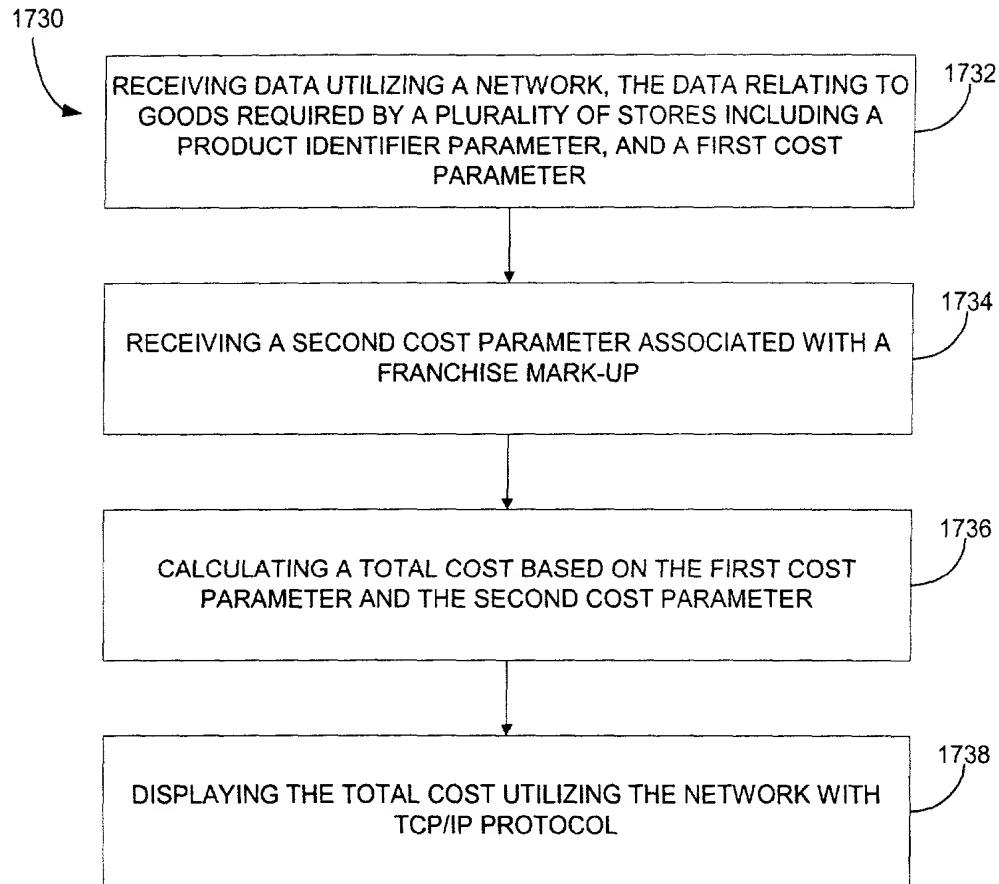 1730
RECEIVING DATA UTILIZING A NETWORK, THE DATA RELATING TO
GOODS REQUIRED BY A PLURALITY OF STORES INCLUDING A
PRODUCT IDENTIFIER PARAMETER, AND A FIRST COST
PARAMETER
1732
RECEIVING A SECOND COST PARAMETER ASSOCIATED WITH A
FRANCHISE MARK-UP
1734
CALCULATING A TOTAL COST BASED ON THE FIRST COST
PARAMETER AND THE SECOND COST PARAMETER
1736
DISPLAYING THE TOTAL COST UTILIZING THE NETWORK WITH
TCP/IP PROTOCOL
1738